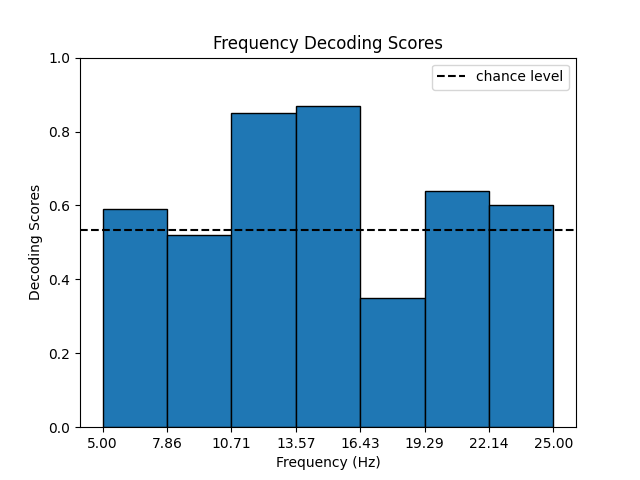 Frequency Decoding Scores
chance level
Decoding Scores
1.0
0.8
0.6
0.4
0.2
0.0
5.00 7.86 10.71 13.57 16.43 19.29 22.14 25.00
Frequency (Hz)